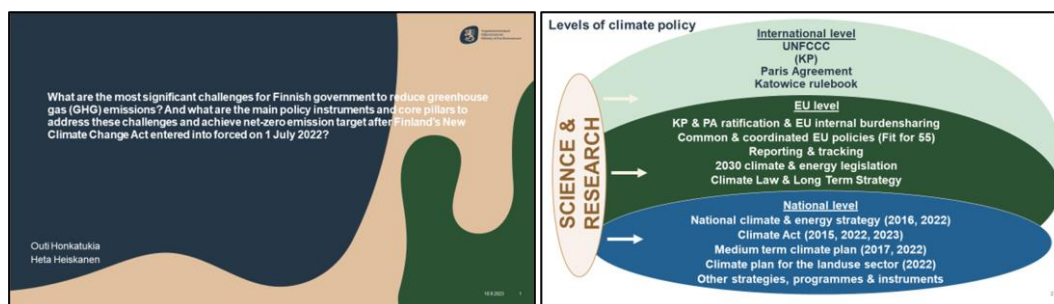 What are the most significant challenges for Finnish government to reduce greenhouse
gas (GHG) emissions? And what are the main policy instruments and core pillars to
address these challenges and achieve net-zero emission target after Finland's New
Climate Change Act entered into forced on 1 July 2022?
Outi Honkatukia
Heta Heiskanen
1
Levels of climate policy
SCIENCE &
RESEARCH
International level
UNFCCC
(KP)
Paris Agreement
Katowice rulebook
EU level
KP & PA ratification & EU internal burdensharing
Common & coordinated EU policies (Fit for 55)
Reporting & tracking
2030 climate & energy legislation
Climate Law & Long Term Strategy
National level
National climate & energy strategy (2016, 2022)
Climate Act (2015, 2022, 2023)
Medium term climate plan (2017, 2022)
Climate plan for the landuse sector (2022)
Other strategies, programmes & instruments